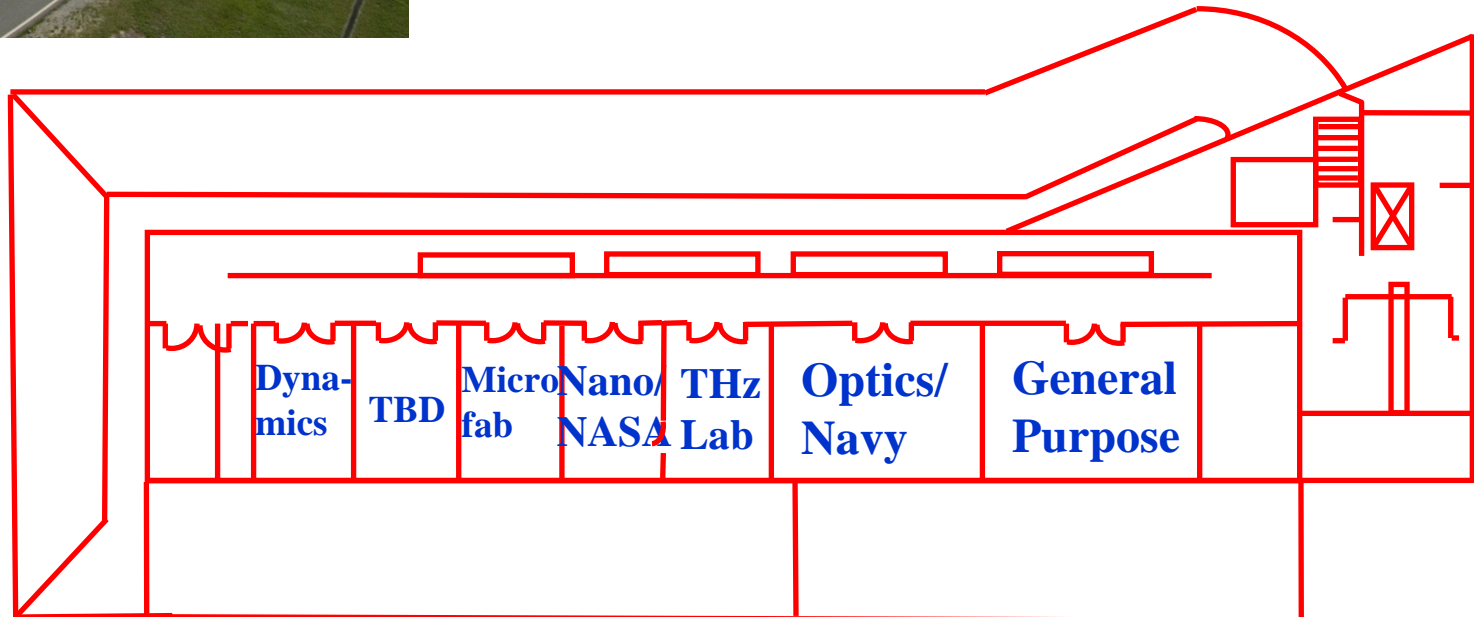 Dyna-
mics
TBD
Micro
fab
Nano/
NASA
THz
Lab
Optics/
Navy
General
Purpose